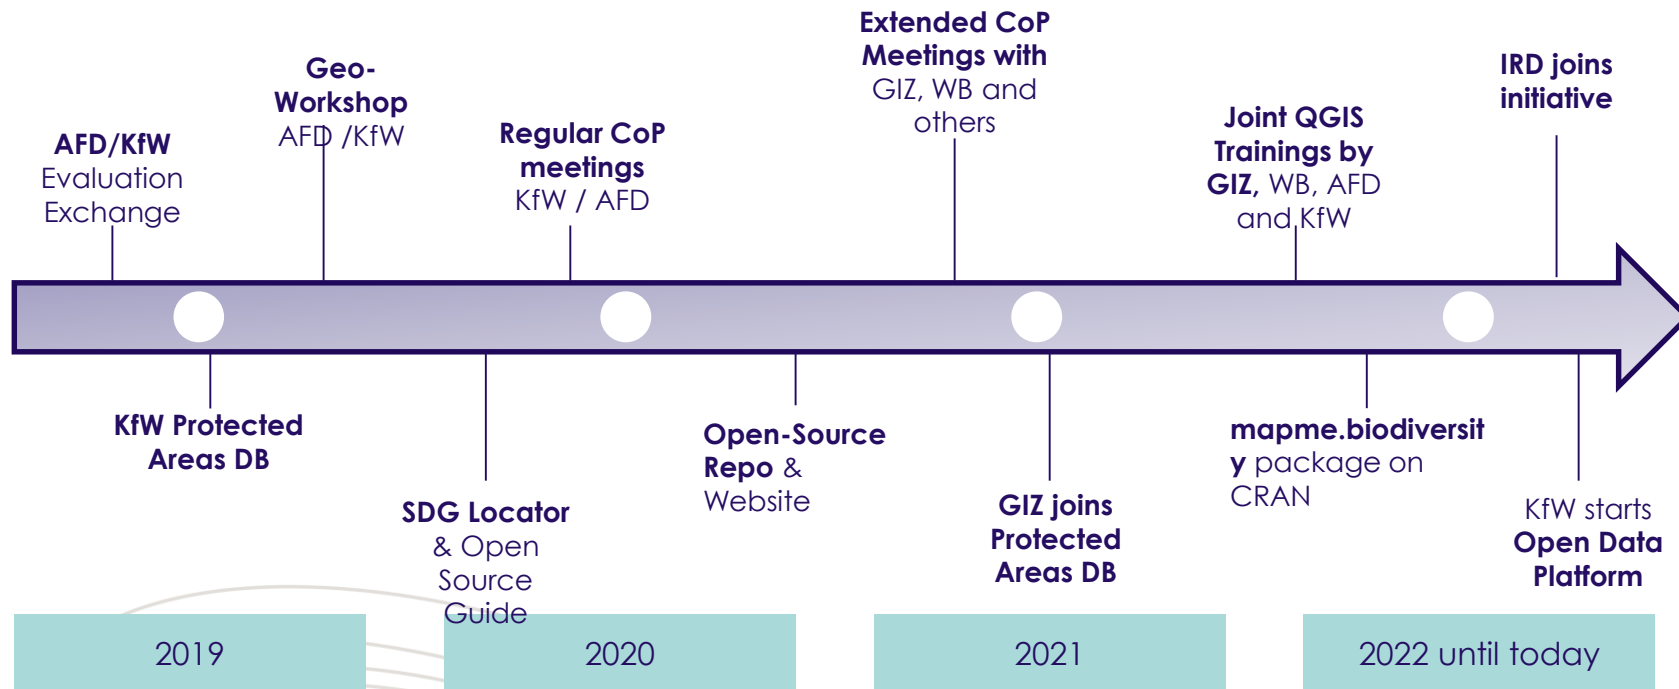 AFD/KfW
Evaluation
Exchange
Geo-
Workshop
AFD /KfW
Regular CoP
meetings
KfW / AFD
Extended CoP
Meetings with
GIZ, WB and
others
Joint QGIS
Trainings by
GIZ, WB, AFD
and KfW
IRD joins
initiative
KfW Protected
Areas DB
SDG Locator
& Open
Source
Guide
Open-Source
Repo &
Website
GIZ joins
Protected
Areas DB
mapme.biodiversit
y package on
CRAN
KfW starts
Open Data
Platform
2019
2020
2021
2022 until today